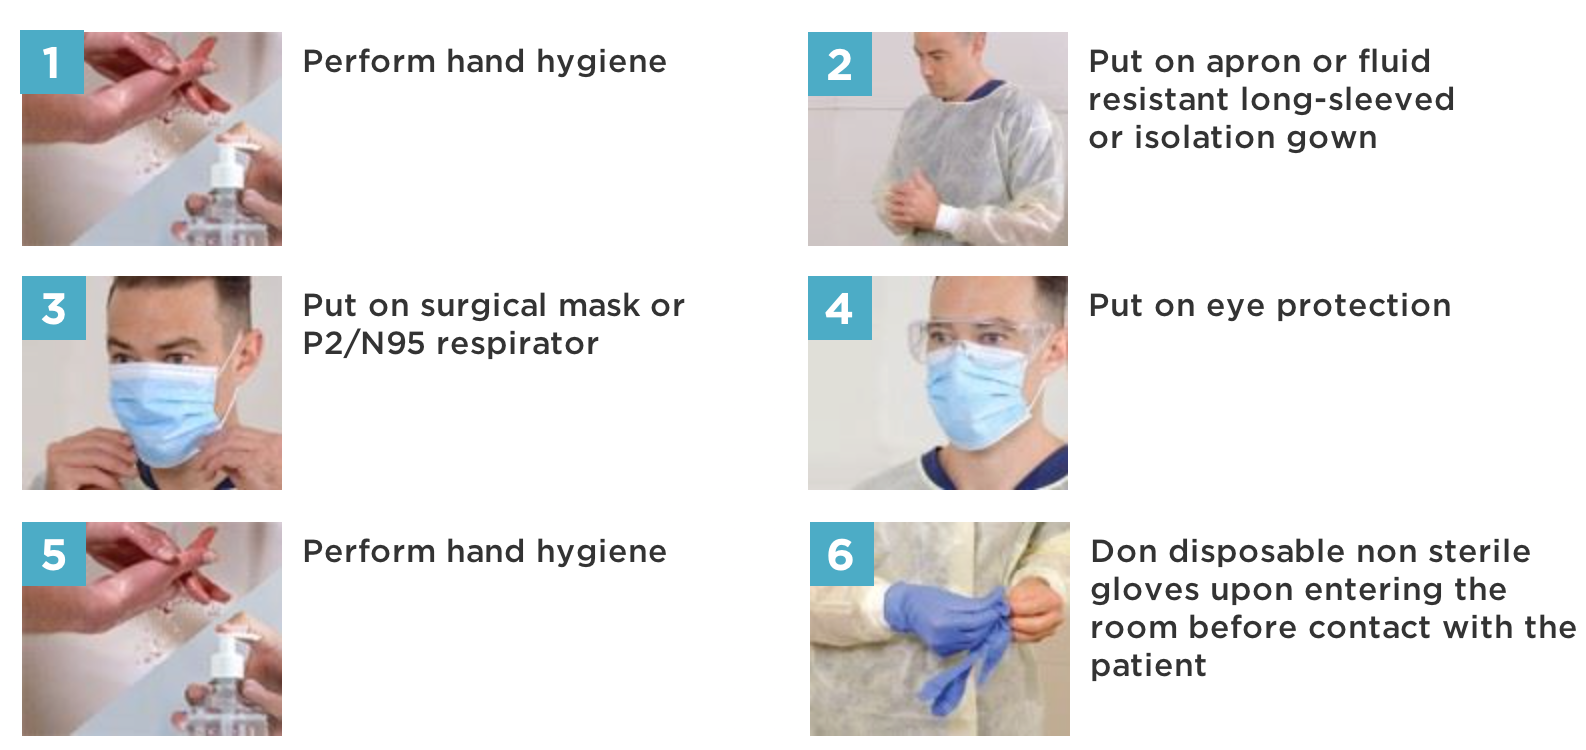 1
Perform hand hygiene
2
Put on apron or fluid
resistant long-sleeved
or isolation gown
3
Put on surgical mask or
P2/N95 respirator
4
Put on eye protection
5
Perform hand hygiene
6
Don disposable non sterile
gloves upon entering the
room before contact with the
patient